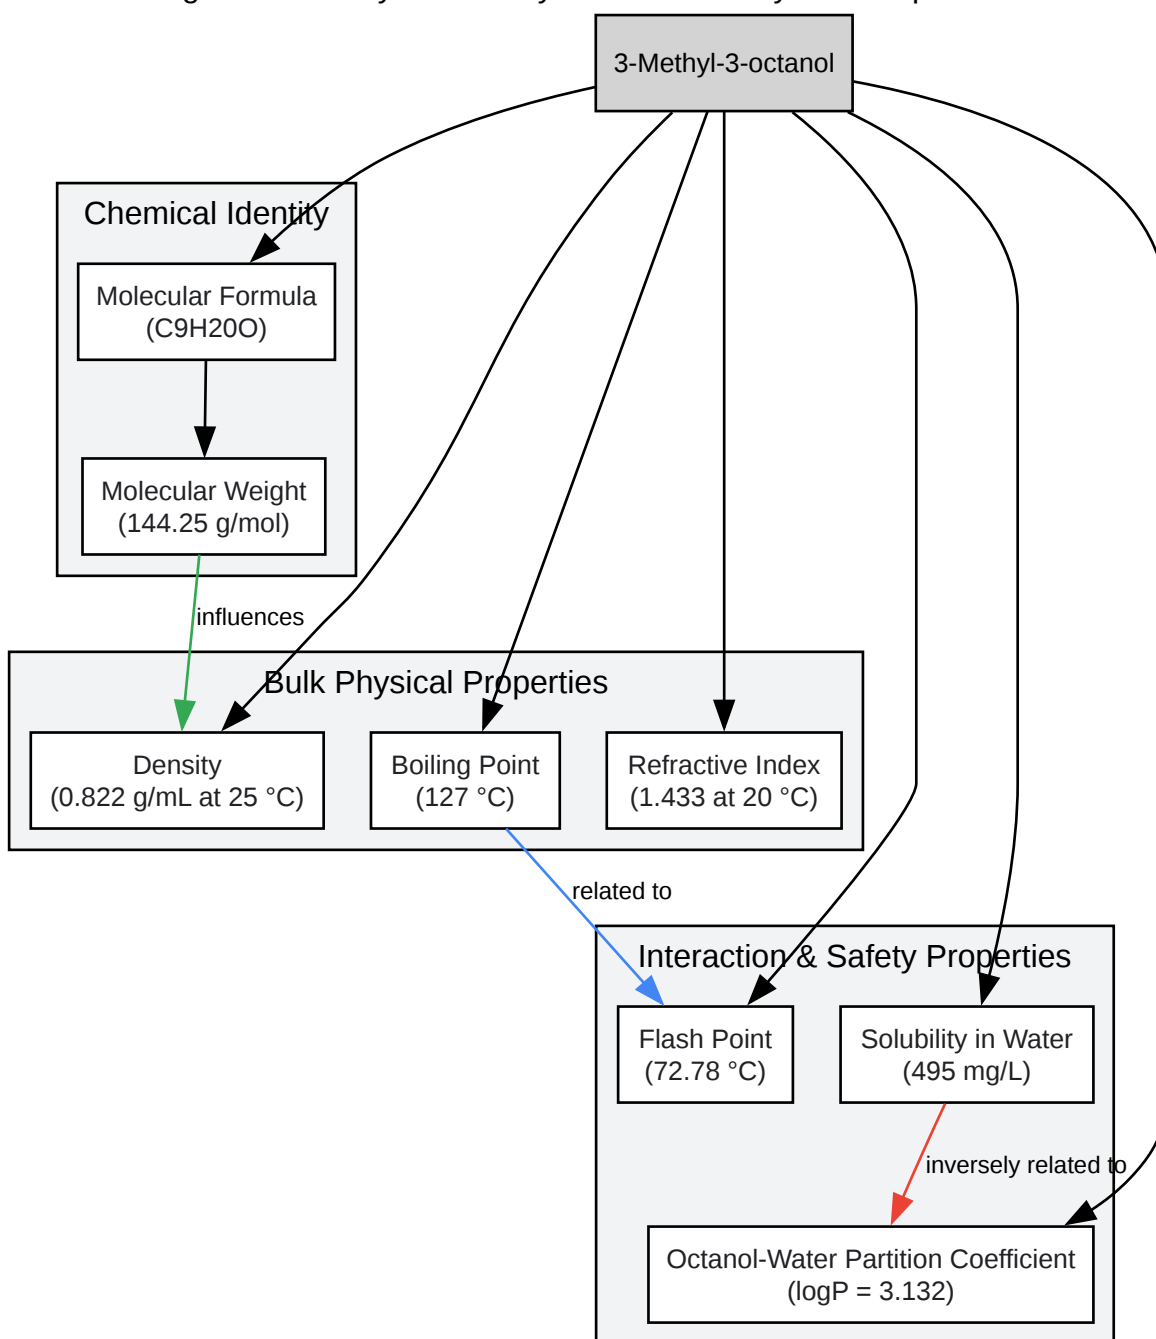 3-Methyl-3-octanol
Chemical Identity
Molecular Formula
(C9H20O)
Molecular Weight
(144.25 g/mol)
influences
Bulk Physical Properties
Density
(0.822 g/mL at 25 °C)
Boiling Point
(127 °C)
Refractive Index
(1.433 at 20 °C)
related to
Interaction & Safety Properties
Flash Point
(72.78 °C)
Solubility in Water
(495 mg/L)
inversely related to
Octanol-Water Partition Coefficient
(logP = 3.132)